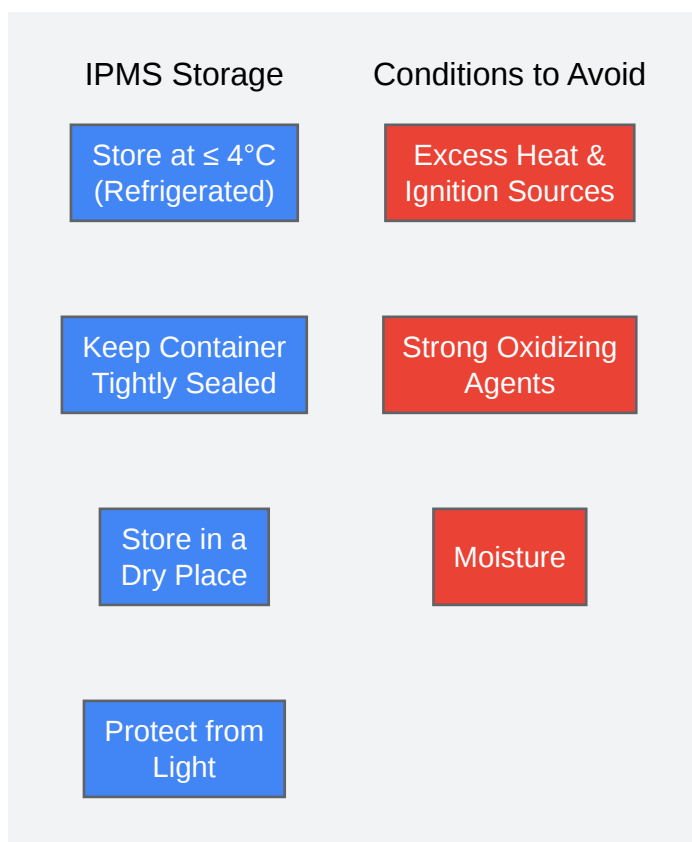 IPMS Storage
Conditions to Avoid
Store at ≤ 4°C
(Refrigerated)
Excess Heat &
Ignition Sources
Keep Container
Tightly Sealed
Strong Oxidizing
Agents
Store in a
Dry Place
Moisture
Protect from
Light